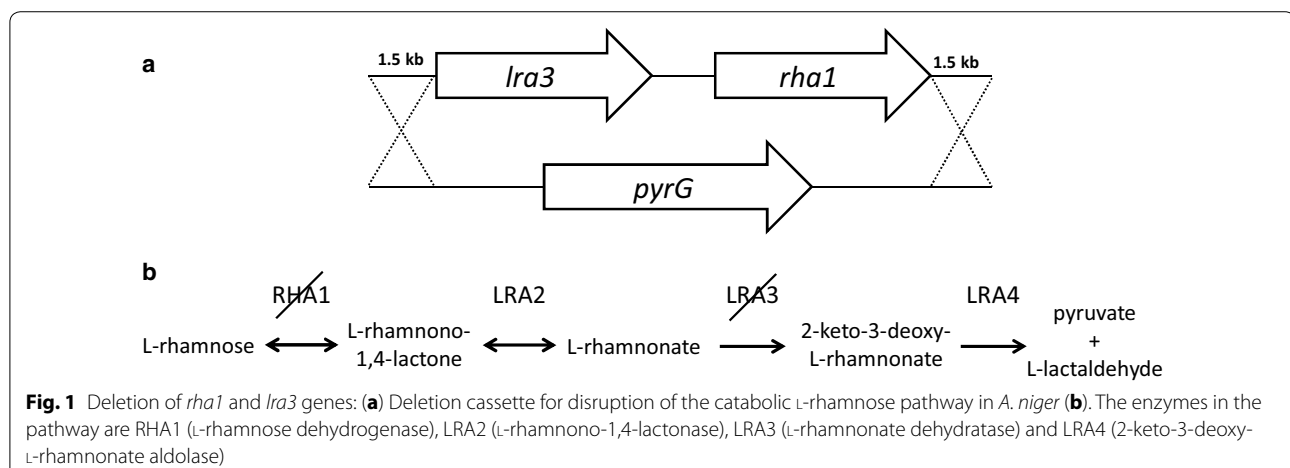 a
1.5 kb
lra3
rha1
1.5 kb
pyrG
b
RHA1
LRA2
LRA3
LRA4
L-rhamnose
L-rhamnono-
1,4-lactone
L-rhamnonate
2-keto-3-deoxy-
L-rhamnonate
pyruvate
+
L-lactaldehyde
Fig. 1 Deletion of rha1 and lra3 genes: (a) Deletion cassette for disruption of the catabolic L-rhamnose pathway in A. niger (b). The enzymes in the
pathway are RHA1 (L-rhamnose dehydrogenase), LRA2 (L-rhamnono-1,4-lactonase), LRA3 (L-rhamnonate dehydratase) and LRA4 (2-keto-3-deoxy-
L-rhamnonate aldolase)